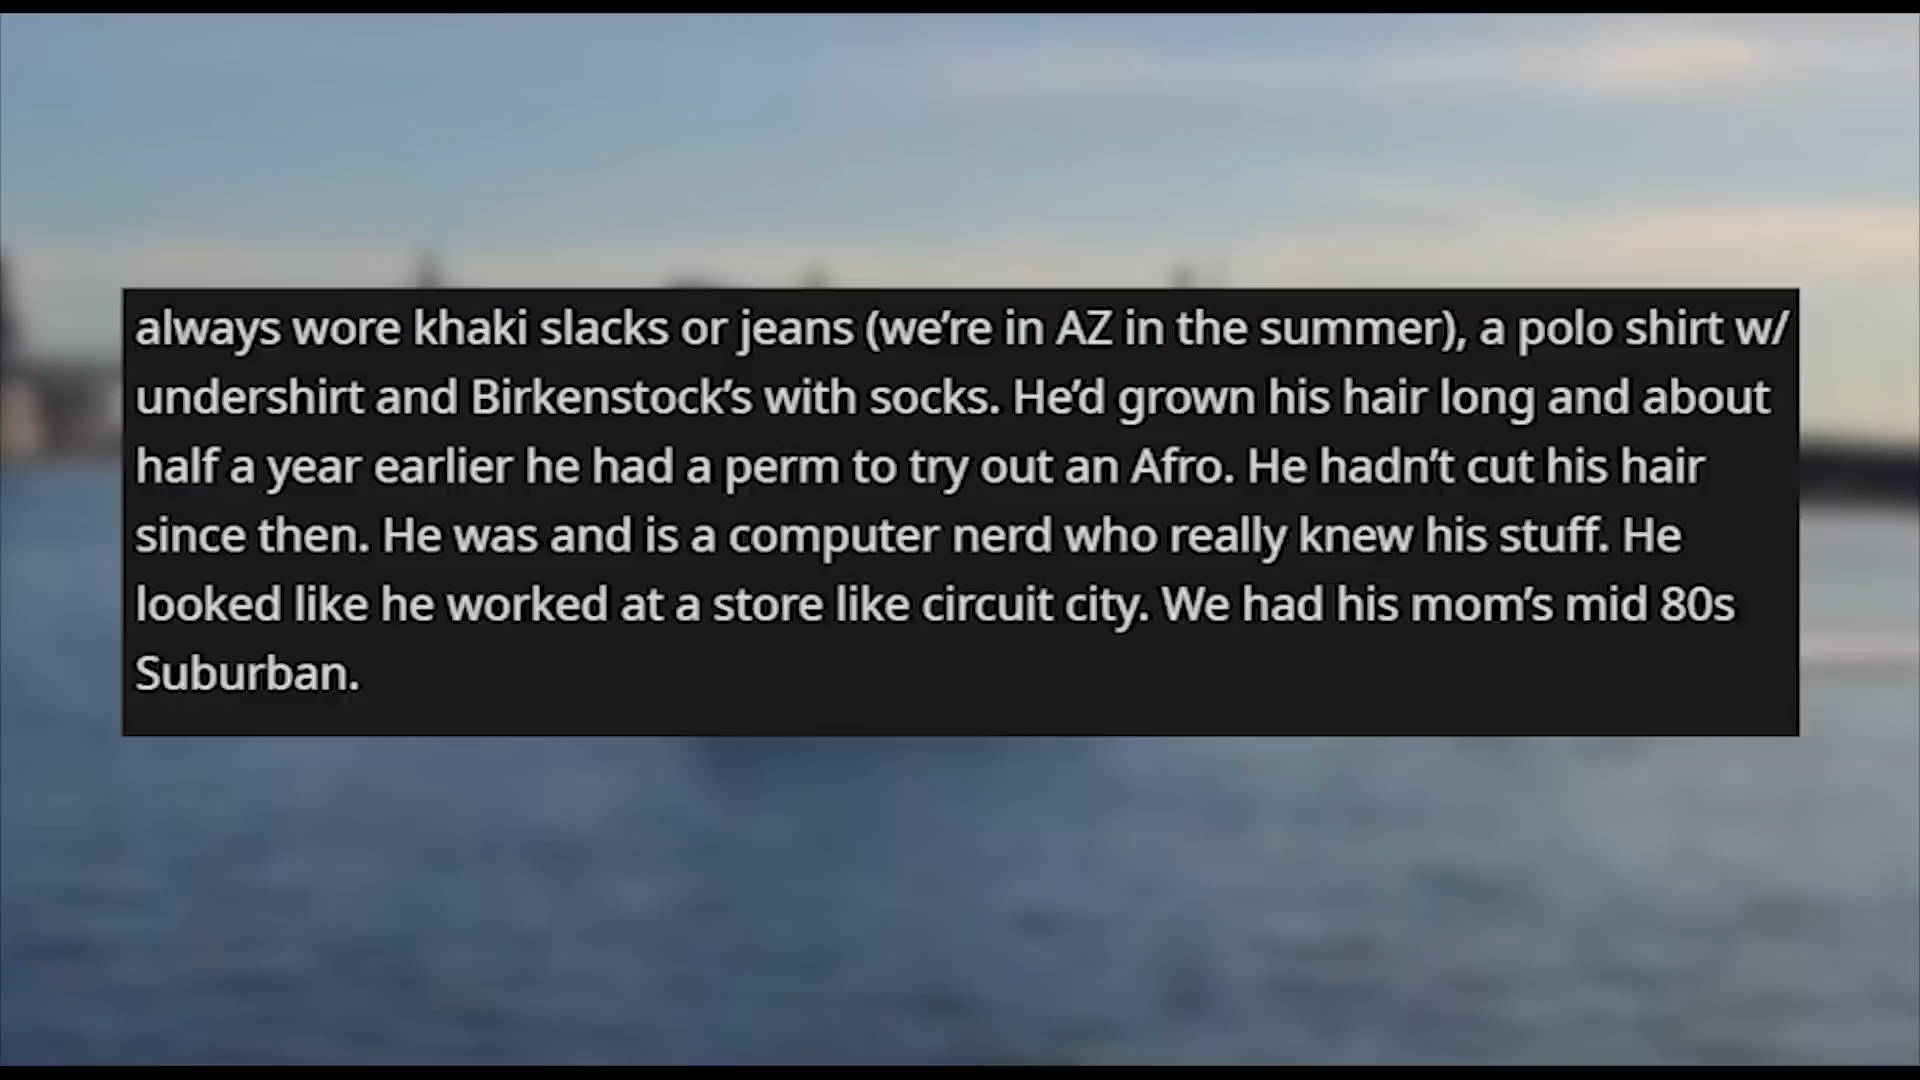 always wore khaki slacks or jeans (we’re in AZ in the summer), a polo shirt w/
undershirt and Birkenstock’s with socks. He’d grown his hair long and about
half a year earlier he had a perm to try out an Afro. He hadn’t cut his hair
since then. He was and is a computer nerd who really knew his stuff. He
looked like he worked at a store like circuit city. We had his mom’s mid 80s
Suburban.